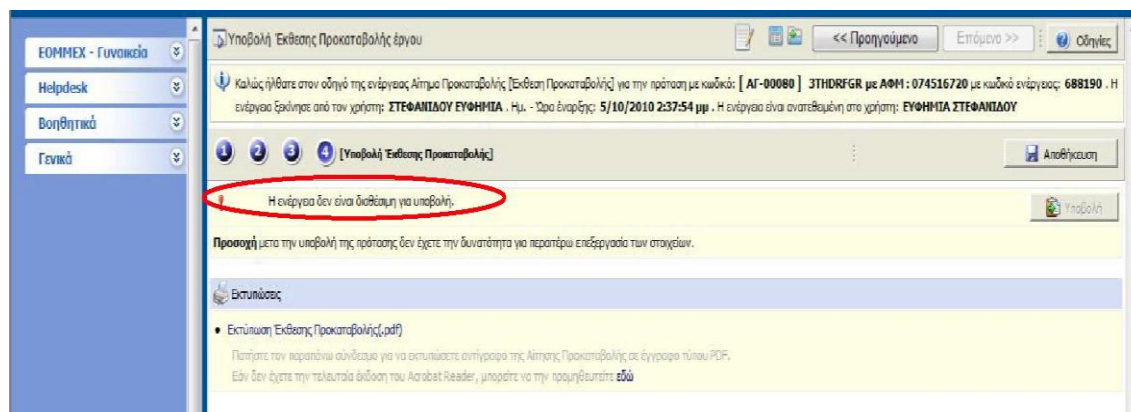 ΕΟΜΜΕΧ - Γυναικεία
Helpdesk
Βοηθητικά
Γενικά
Υποβολή Έκθεσης Προκαταβολής έργου
<< Προηγούμενο
Επόμενο >>
Οδηγίες
Καλώς ήλθατε στον οδηγό της ενέργειας Αίτημα Προκαταβολής [Έκθεση Προκαταβολής] για την πρόταση με κωδικό: [ ΑΓ-00080 ] 3THDRFGR με ΑΦΜ : 074516720 με κωδικό ενέργειας: 688190 . Η
ενέργεια ξεκίνησε από τον χρήστη: ΣΤΕΦΑΝΙΔΟΥ ΕΥΦΗΜΙΑ . Ημ. - Ώρα έναρξης: 5/10/2010 2:37:54 μμ . Η ενέργεια είναι ανατεθειμένη στο χρήστη: ΕΥΦΗΜΙΑ ΣΤΕΦΑΝΙΔΟΥ
1 2 3 4 [Υποβολή Έκθεσης Προκαταβολής]
Αποθήκευση
Η ενέργεια δεν είναι διαθέσιμη για υποβολή.
Υποβολή
Προσοχή μετα την υποβολή της πρότασης δεν έχετε την δυνατότητα για περαιτέρω επεξεργασία των στοιχείων.
Εκτυπώσεις
Εκτύπωση Έκθεσης Προκαταβολής(.pdf)
Πατήστε τον παραπάνω σύνδεσμο για να εκτυπώσετε αντίγραφο της Αίτησης Προκαταβολής σε έγγραφο τύπου PDF.
Εάν δεν έχετε την τελευταία έκδοση του Acrobat Reader, μπορείτε να την προμηθευτείτε εδώ